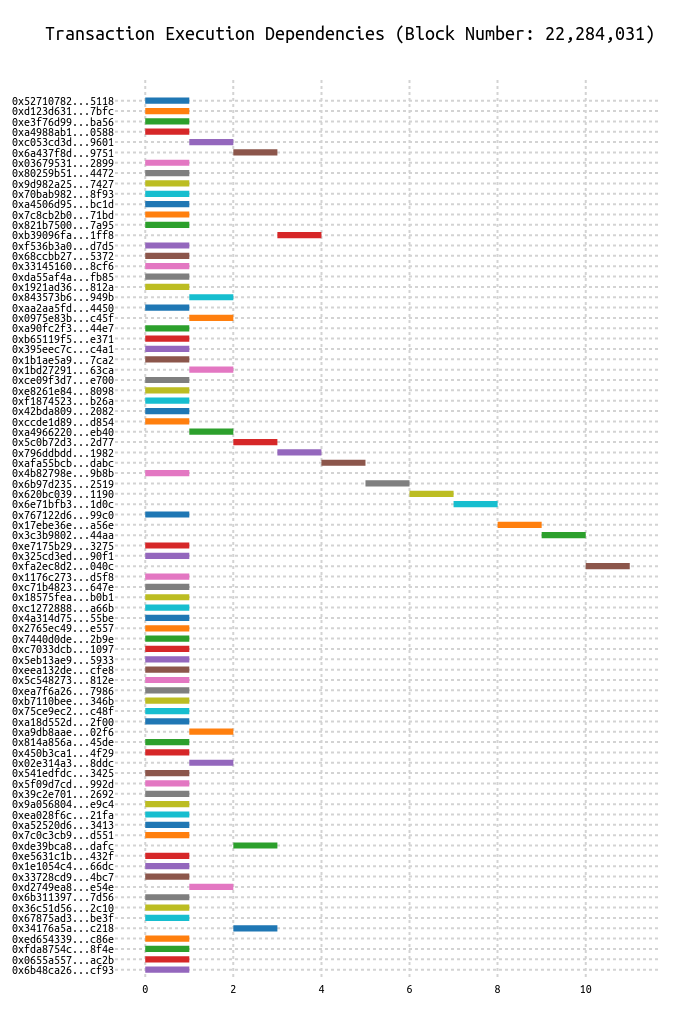 Transaction Execution Dependencies (Block Number: 22,284,031)
0x52710782...5118
0xd123d631...7bfc
0xe3f76d99...ba56
0xa4988ab1...0588
0xc053cd3d...9601
0x6a437f8d...9751
0x03679531...2899
0x80259b51...4472
0x9d982a25...7427
0x70bab982...8f93
0xa4506d95...bc1d
0x7c8cb2b0...71bd
0x821b7500...7a95
0xb39096fa...1ff8
0xf536b3a0...d7d5
0x68ccbb27...5372
0x33145160...8cf6
0xda55af4a...fb85
0x1921ad36...812a
0x843573b6...949b
0xaa2aa5fd...4450
0x0975e83b...c45f
0xa90fc2f3...44e7
0xb65119f5...e371
0x395eec7c...c4a1
0x1b1ae5a9...7ca2
0x1bd27291...63ca
0xce09f3d7...e700
0xe8261e84...8098
0xf1874523...b26a
0x42bda809...2082
0xccde1d89...d854
0xa4966220...eb40
0x5c0b72d3...2d77
0x796ddbdd...1982
0xafa55bcb...dabc
0x4b82798e...9b8b
0x6b97d235...2519
0x620bc039...1190
0x6e71bfb3...1d0c
0x767122d6...99c0
0x17ebe36e...a56e
0x3c3b9802...44aa
0xe7175b29...3275
0x325cd3ed...90f1
0xfa2ec8d2...040c
0x1176c273...d5f8
0xc71b4823...647e
0x18575fea...b0b1
0xc1272888...a66b
0x4a314d75...55be
0x2765ec49...e557
0x7440d0de...2b9e
0xc7033dcb...1097
0x5eb13ae9...5933
0xeea132de...cfe8
0x5c548273...812e
0xea7f6a26...7986
0xb7110bee...346b
0x75ce9ec2...c48f
0xa18d552d...2f00
0xa9db8aae...02f6
0x814a856a...45de
0x450b3ca1...4f29
0x02e314a3...8ddc
0x541edfdc...3425
0x5f09d7cd...992d
0x39c2e701...2692
0x9a056804...e9c4
0xea028f6c...21fa
0xa52520d6...3413
0x7c0c3cb9...d551
0xde39bca8...dafc
0xe5631c1b...432f
0x1e1054c4...66dc
0x33728cd9...4bc7
0xd2749ea8...e54e
0x6b311397...7d56
0x36c51d56...2c10
0x67875ad3...be3f
0x34176a5a...c218
0xed654339...c86e
0xfda8754c...8f4e
0x0655a557...ac2b
0x6b48ca26...cf93
0 2 4 6 8 10